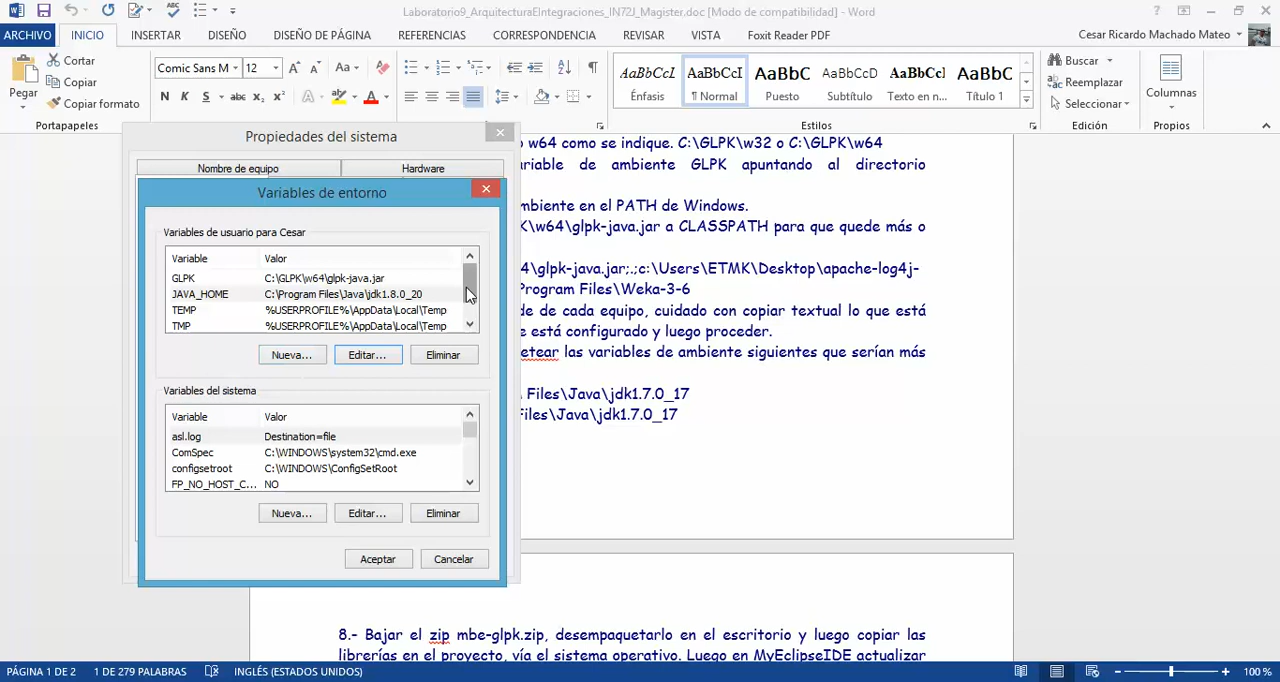 Laboratorio9_ArquitecturaEIntegraciones_IN72J_Magister.doc [Modo de compatibilidad] - Word
ARCHIVO INICIO INSERTAR DISEÑO DISEÑO DE PÁGINA REFERENCIAS CORRESPONDENCIA REVISAR VISTA Foxit Reader PDF Cesar Ricardo Machado Mateo
Pegar
Cortar
Copiar
Copiar formato
Portapapeles
Comic Sans M 12
N K S abc x₂ x²
AaBbCcI AaBbCcI AaBbC AaBbCcI AaBbCcl AaBbC
Énfasis ¶ Normal Puesto Subtítulo Texto en n... Título 1
Estilos
Buscar
Reemplazar
Seleccionar
Edición
Columnas
Propios
Propiedades del sistema
Nombre de equipo Hardware
Variables de entorno
Variables de usuario para Cesar
Variable Valor
GLPK C:\GLPK\w64\glpk-java.jar
JAVA_HOME C:\Program Files\Java\jdk1.8.0_20
TEMP %USERPROFILE%\AppData\Local\Temp
TMP %USERPROFILE%\AppData\Local\Temp
Nueva... Editar... Eliminar
Variables del sistema
Variable Valor
asl.log Destination=file
ComSpec C:\WINDOWS\system32\cmd.exe
configsetroot C:\WINDOWS\ConfigSetRoot
FP_NO_HOST_C... NO
Nueva... Editar... Eliminar
Aceptar Cancelar
w64 como se indique. C:\GLPK\w32 o C:\GLPK\w64
variable de ambiente GLPK apuntando al directorio
mbiente en el PATH de Windows.
\w64\glpk-java.jar a CLASSPATH para que quede más o
\glpk-java.jar;.;c:\Users\ETMK\Desktop\apache-log4j-
Program Files\Weka-3-6
de de cada equipo, cuidado con copiar textual lo que está
está configurado y luego proceder.
etear las variables de ambiente siguientes que serían más
Files\Java\jdk1.7.0_17
Files\Java\jdk1.7.0_17
8.- Bajar el zip mbe-glpk.zip, desempaquetarlo en el escritorio y luego copiar las
librerías en el proyecto, vía el sistema operativo. Luego en MyEclipseIDE actualizar
PÁGINA 1 DE 2 1 DE 279 PALABRAS INGLÉS (ESTADOS UNIDOS) 100 %